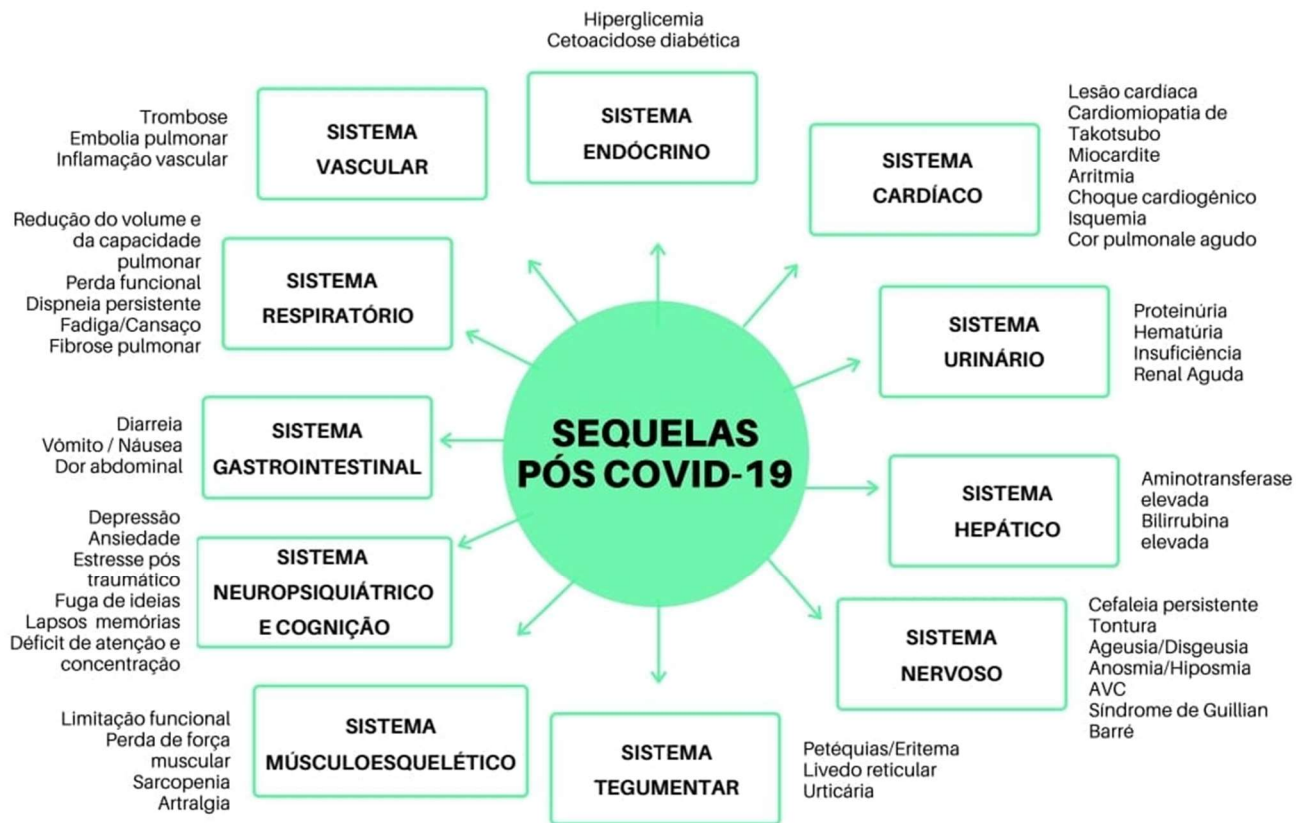 Hiperglicemia
Cetoacidose diabética
SISTEMA
ENDÓCRINO
Trombose
Embolia pulmonar
Inflamação vascular
SISTEMA
VASCULAR
Lesão cardíaca
Cardiomiopatia de
Takotsubo
Miocardite
Arritmia
Choque cardiogênico
Isquemia
Cor pulmonale agudo
SISTEMA
CARDÍACO
Redução do volume e
da capacidade
pulmonar
Perda funcional
Dispneia persistente
Fadiga/Cansaço
Fibrose pulmonar
SISTEMA
RESPIRATÓRIO
SISTEMA
URINÁRIO
Proteinúria
Hematúria
Insuficiência
Renal Aguda
Diarreia
Vômito / Náusea
Dor abdominal
SISTEMA
GASTROINTESTINAL
SEQUELAS
PÓS COVID-19
SISTEMA
HEPÁTICO
Aminotransferase
elevada
Bilirrubina
elevada
Depressão
Ansiedade
Estresse pós
traumático
Fuga de ideias
Lapsos memórias
Déficit de atenção e
concentração
SISTEMA
NEUROPSIQUIÁTRICO
E COGNIÇÃO
SISTEMA
NERVOSO
Cefaleia persistente
Tontura
Ageusia/Disgeusia
Anosmia/Hiposmia
AVC
Síndrome de Guillian
Barré
Limitação funcional
Perda de força
muscular
Sarcopenia
Artralgia
SISTEMA
MÚSCULOESQUELÉTICO
SISTEMA
TEGUMENTAR
Petéquias/Eritema
Livedo reticular
Urticária